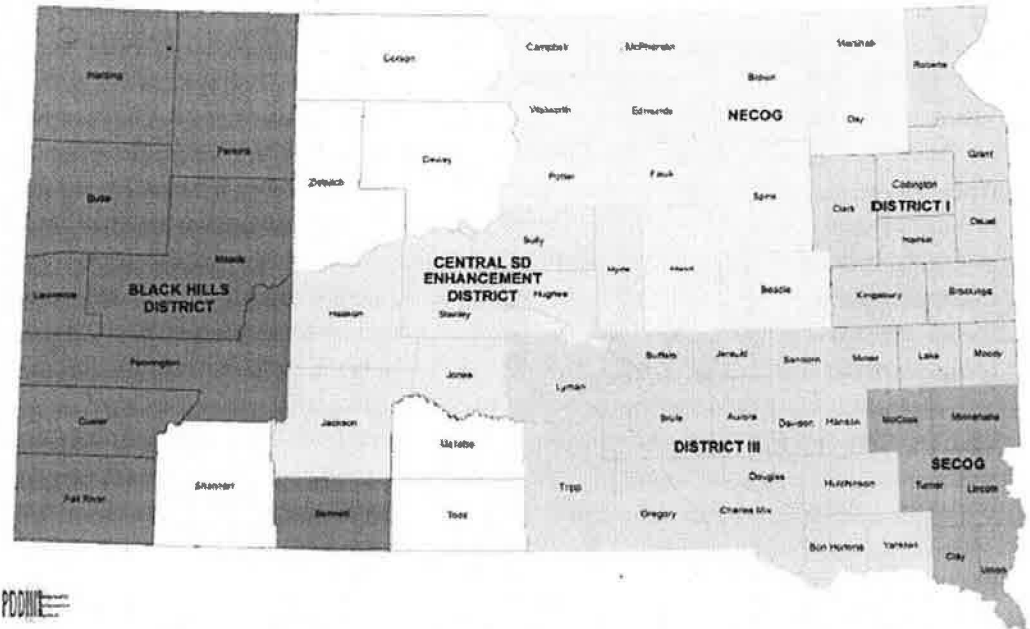 Harding
Perkins
Corson
Campbell
McPherson
Marshall
Roberts
Brown
Walworth
Edmunds
NECOG
Day
Dewey
Ziebach
Potter
Faulk
Spink
Grant
Codington
Clark
DISTRICT I
Deuel
Hamlin
Butte
Meade
Sully
CENTRAL SD
ENHANCEMENT
DISTRICT
Hyde
Hand
Beadle
Kingsbury
Brookings
Lawrence
BLACK HILLS
DISTRICT
Haakon
Stanley
Hughes
Pennington
Jones
Lyman
Buffalo
Jerauld
Sanborn
Miner
Lake
Moody
Custer
Jackson
Mellette
Brule
Aurora
Davison
Hanson
McCook
Minnehaha
DISTRICT III
SECOG
Fall River
Shannon
Bennett
Todd
Tripp
Gregory
Douglas
Charles Mix
Hutchinson
Turner
Lincoln
Bon Homme
Yankton
Clay
Union